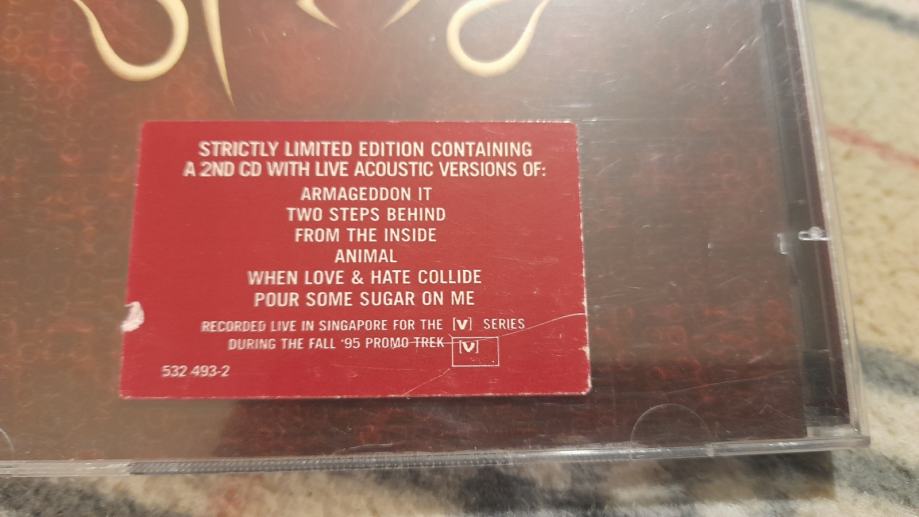 STRICTLY LIMITED EDITION CONTAINING
A 2ND CD WITH LIVE ACOUSTIC VERSIONS OF:
ARMAGEDDON IT
TWO STEPS BEHIND
FROM THE INSIDE
ANIMAL
WHEN LOVE & HATE COLLIDE
POUR SOME SUGAR ON ME
RECORDED LIVE IN SINGAPORE FOR THE [V] SERIES
DURING THE FALL '95 PROMO TREK [V]
532 493-2